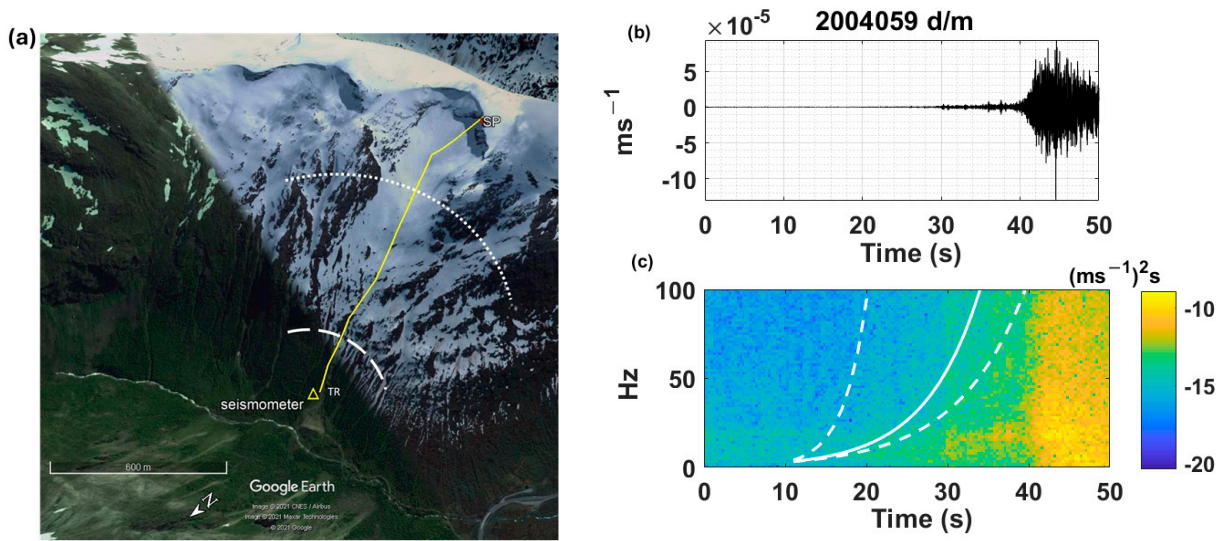 (a)
SP
TR
seismometer
600 m
N
Google Earth
Image © 2021 CNES / Airbus
Image © 2021 Maxar Technologies
© 2021 Google
(b)
×10−5
2004059 d/m
5
0
-5
-10
ms−1
0 10 20 30 40 50
Time (s)
(c)
(ms−1)2s
100
50
0
Hz
0 10 20 30 40 50
Time (s)
-10
-15
-20